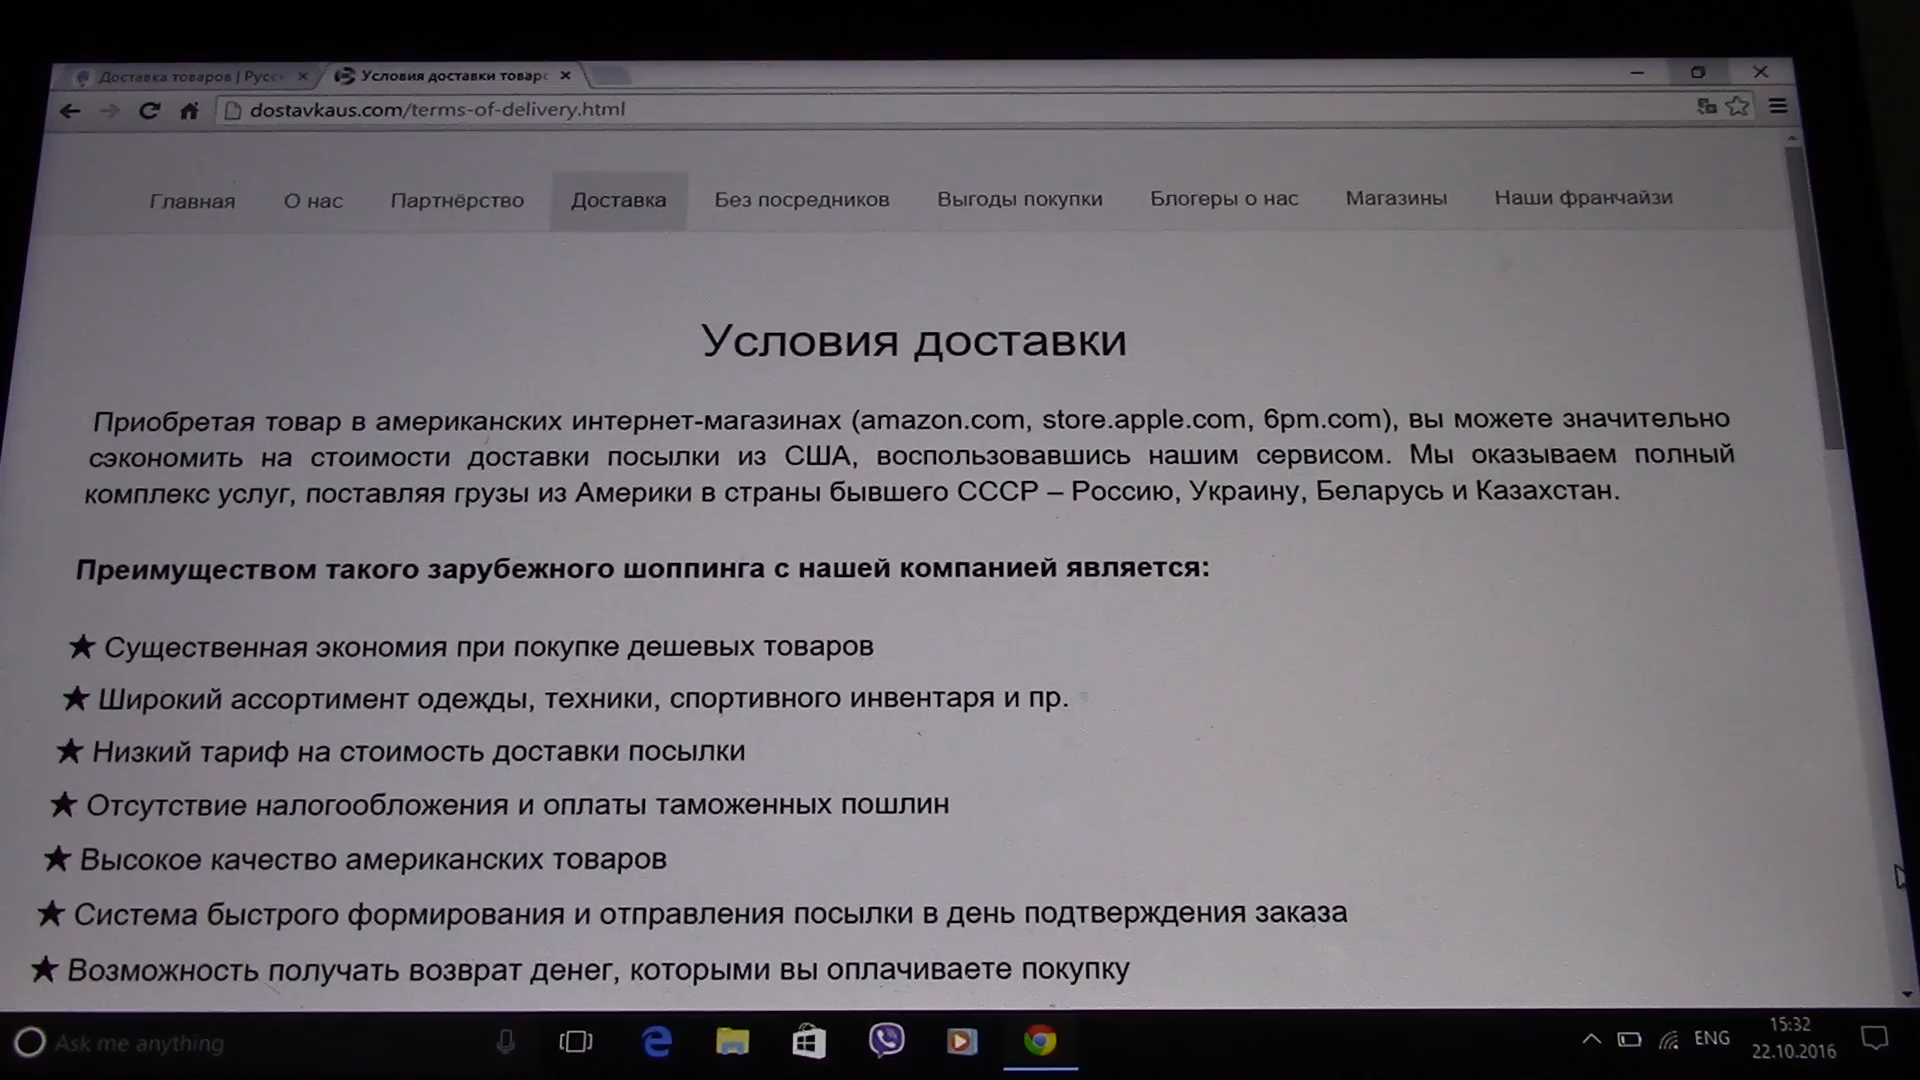 Доставка товаров | Русс
Условия доставки товаро
dostavkaus.com/terms-of-delivery.html
Главная О нас Партнёрство Доставка Без посредников Выгоды покупки Блогеры о нас Магазины Наши франчайзи
Условия доставки
Приобретая товар в американских интернет-магазинах (amazon.com, store.apple.com, 6pm.com), вы можете значительно
сэкономить на стоимости доставки посылки из США, воспользовавшись нашим сервисом. Мы оказываем полный
комплекс услуг, поставляя грузы из Америки в страны бывшего СССР – Россию, Украину, Беларусь и Казахстан.
Преимуществом такого зарубежного шоппинга с нашей компанией является:
★ Существенная экономия при покупке дешевых товаров
★ Широкий ассортимент одежды, техники, спортивного инвентаря и пр.
★ Низкий тариф на стоимость доставки посылки
★ Отсутствие налогообложения и оплаты таможенных пошлин
★ Высокое качество американских товаров
★ Система быстрого формирования и отправления посылки в день подтверждения заказа
★ Возможность получать возврат денег, которыми вы оплачиваете покупку
Ask me anything
ENG
15:32
22.10.2016